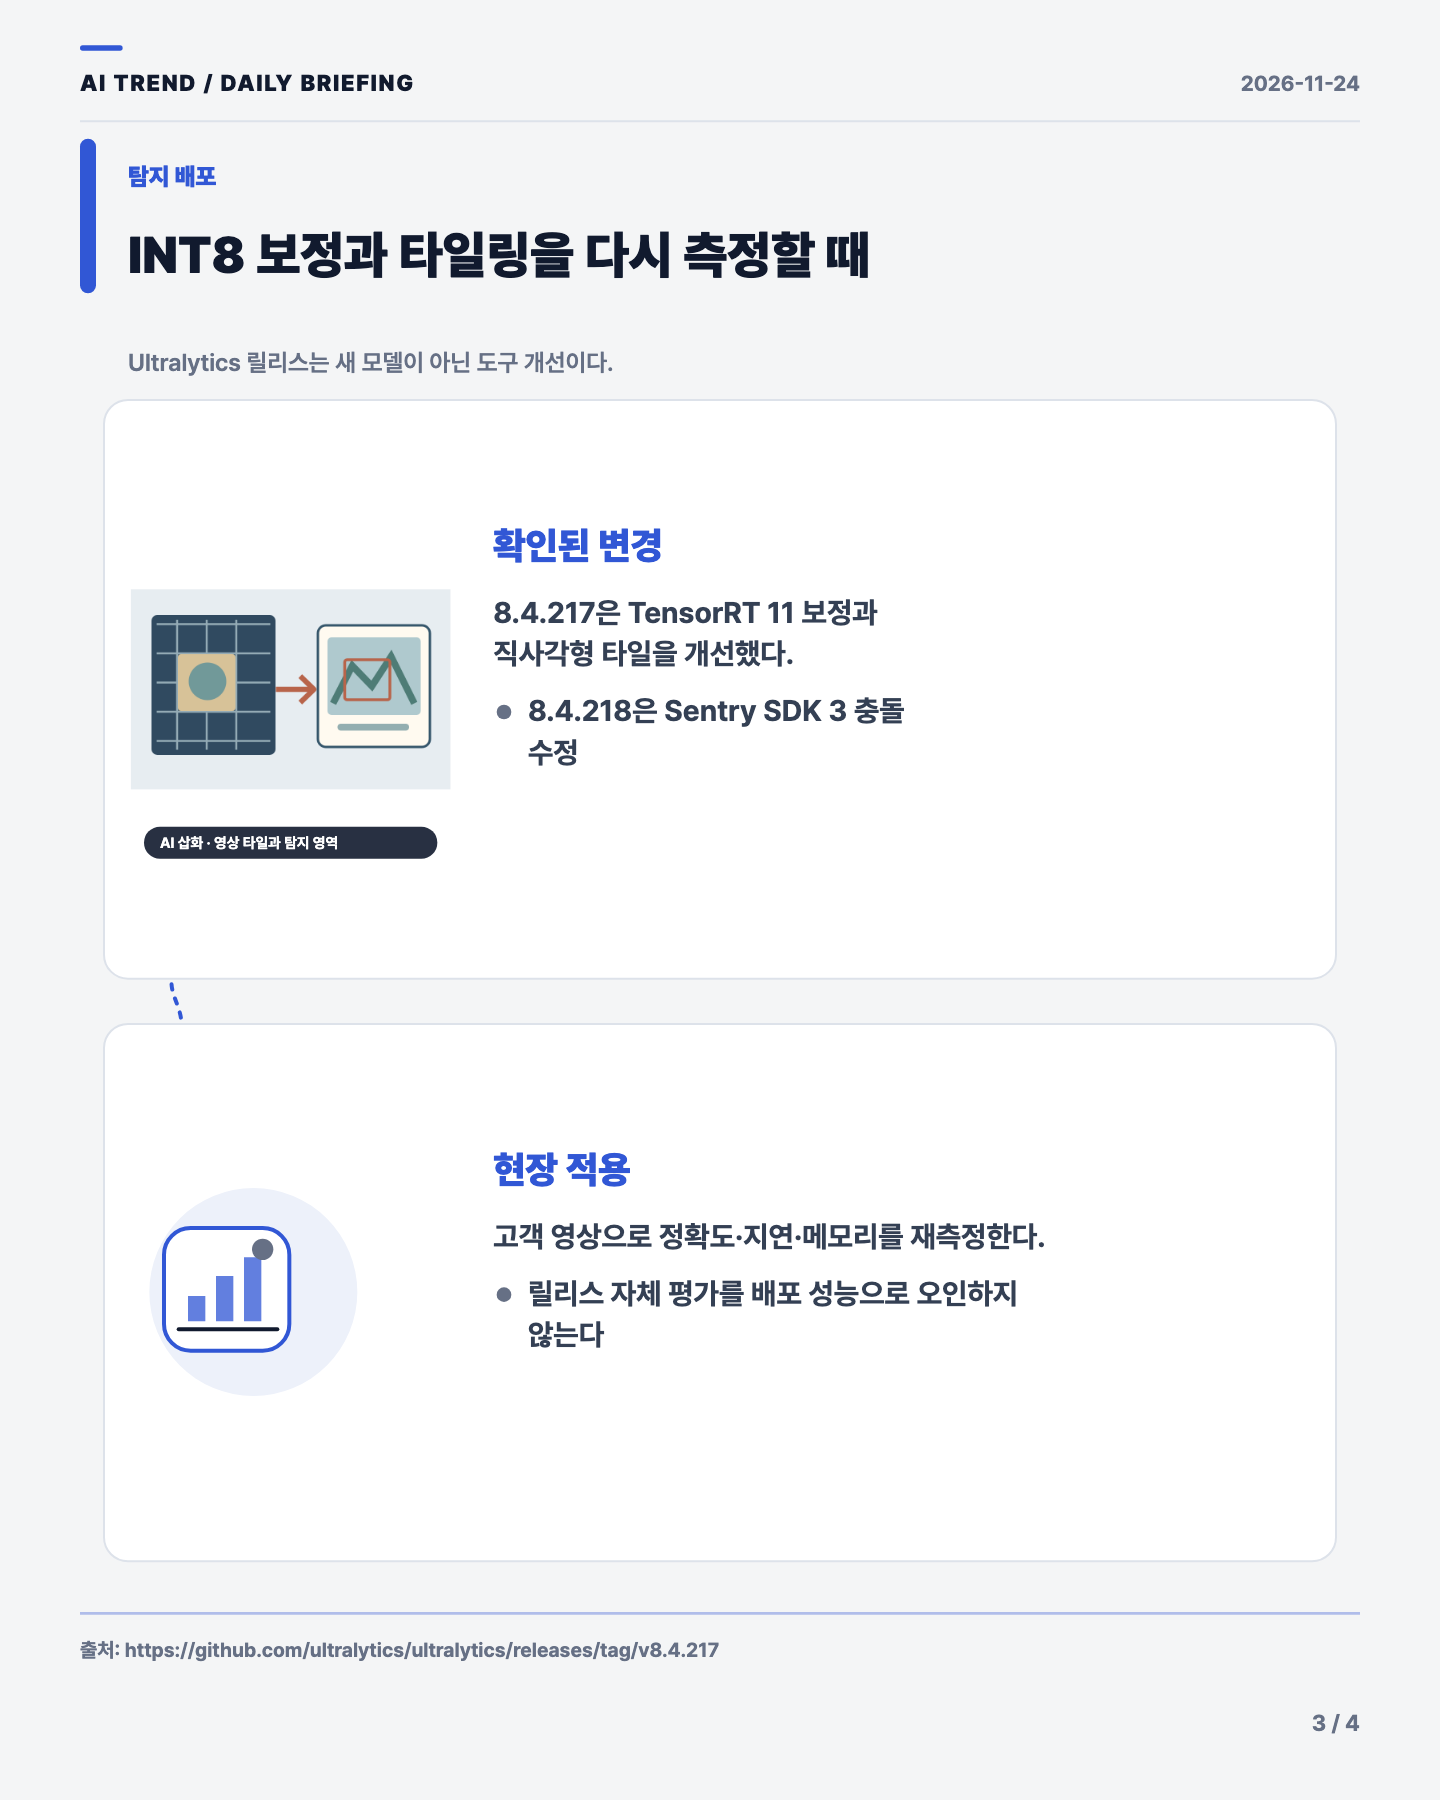 AI TREND / DAILY BRIEFING
2026-11-24
탐지 배포
INT8 보정과 타일링을 다시 측정할 때
Ultralytics 릴리스는 새 모델이 아닌 도구 개선이다.
확인된 변경
8.4.217은 TensorRT 11 보정과
직사각형 타일을 개선했다.
● 8.4.218은 Sentry SDK 3 충돌
수정
AI 삽화 · 영상 타일과 탐지 영역
현장 적용
고객 영상으로 정확도·지연·메모리를 재측정한다.
● 릴리스 자체 평가를 배포 성능으로 오인하지
않는다
출처: https://github.com/ultralytics/ultralytics/releases/tag/v8.4.217
3 / 4